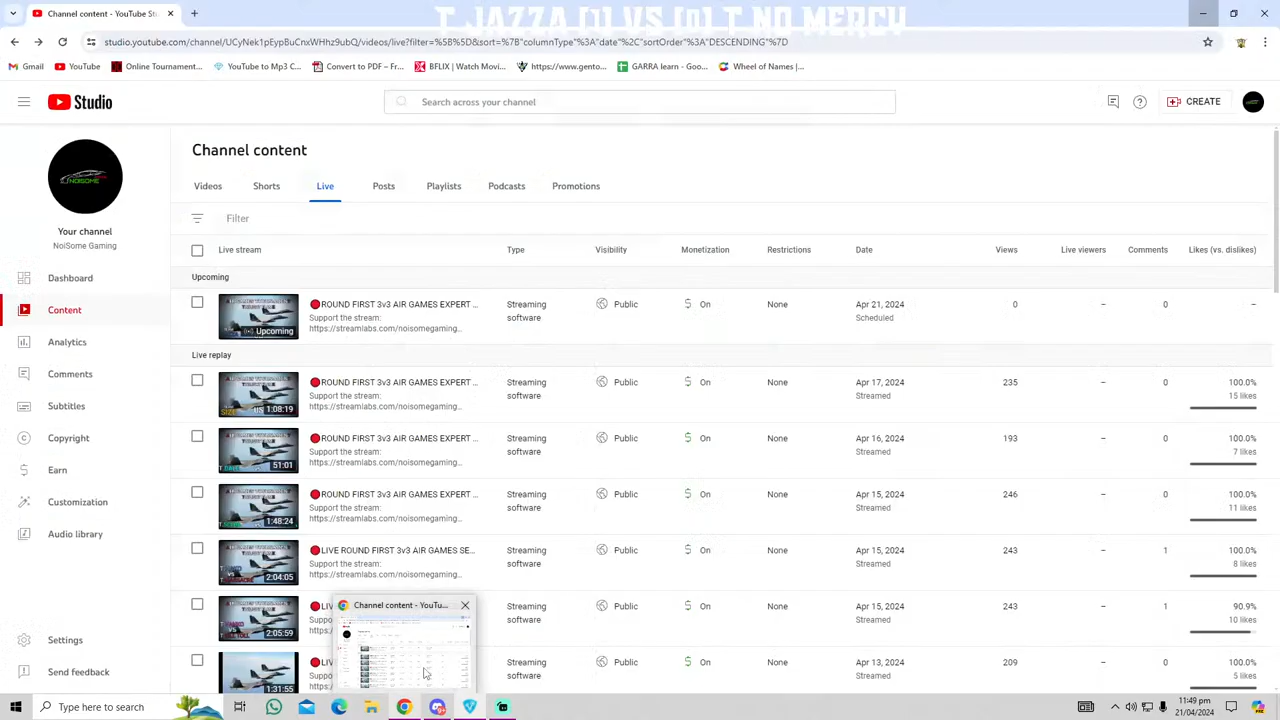 Channel content - YouTube St
T NAZZA [1] VS [0] T NO MERCY
studio.youtube.com/channel/UCyNek1pEypBuCnxWHhz9ubQ/videos/live?filter=%5B%5D&sort=%7B"columnType"%3A"date"%2C"sortOrder"%3A"DESCENDING"%7D
Gmail YouTube Online Tournament... YouTube to Mp3 C... Convert to PDF – Fr... BFLIX | Watch Movi... https://www.gento... GARRA learn - Goo... Wheel of Names |...
Studio Search across your channel CREATE
Your channel
NoiSome Gaming
Dashboard
Content
Analytics
Comments
Subtitles
Copyright
Earn
Customization
Audio library
Settings
Send feedback
Channel content
Videos Shorts Live Posts Playlists Podcasts Promotions
Filter
Live stream Type Visibility Monetization Restrictions Date Views Live viewers Comments Likes (vs. dislikes)
Upcoming
Upcoming 🔴ROUND FIRST 3v3 AIR GAMES EXPERT ... Streaming Public On None Apr 21, 2024 0 – 0 –
Support the stream: software Scheduled
https://streamlabs.com/noisomegaming...
Live replay
🔴ROUND FIRST 3v3 AIR GAMES EXPERT ... Streaming Public On None Apr 17, 2024 235 – 0 100.0%
1:08:19 Support the stream: software Streamed 15 likes
https://streamlabs.com/noisomegaming...
🔴ROUND FIRST 3v3 AIR GAMES EXPERT ... Streaming Public On None Apr 16, 2024 193 – 0 100.0%
51:01 Support the stream: software Streamed 7 likes
https://streamlabs.com/noisomegaming...
🔴ROUND FIRST 3v3 AIR GAMES EXPERT ... Streaming Public On None Apr 15, 2024 246 – 0 100.0%
1:48:24 Support the stream: software Streamed 11 likes
https://streamlabs.com/noisomegaming...
🔴LIVE ROUND FIRST 3v3 AIR GAMES SE... Streaming Public On None Apr 15, 2024 243 – 1 100.0%
2:04:05 Support the stream: software Streamed 8 likes
https://streamlabs.com/noisomegaming...
🔴LIV Streaming Public On None Apr 15, 2024 243 – 1 90.9%
2:05:59 Supp software Streamed 10 likes
https:
🔴LIV Streaming Public On None Apr 13, 2024 209 – 0 100.0%
1:31:55 Supp software Streamed 5 likes
https:
Channel content - YouTu...
Type here to search
11:49 pm
21/04/2024